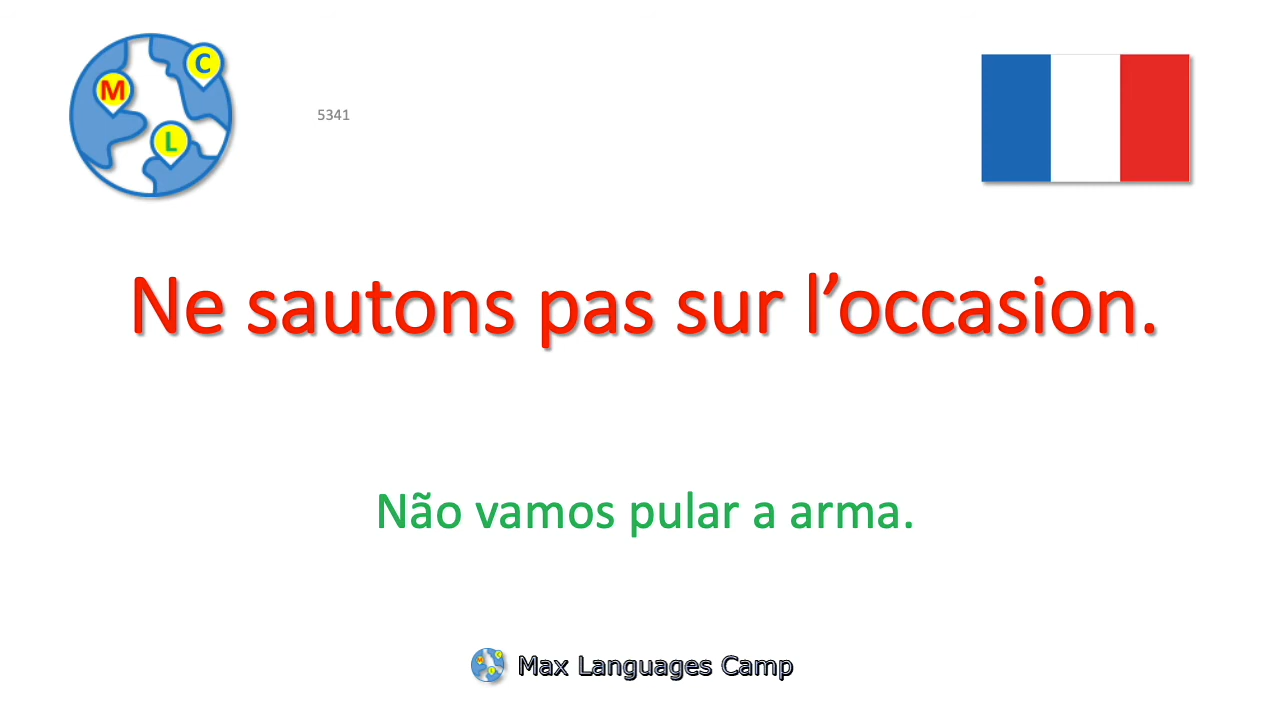 C
M
L
5341
Ne sautons pas sur l’occasion.
Não vamos pular a arma.
Max Languages Camp